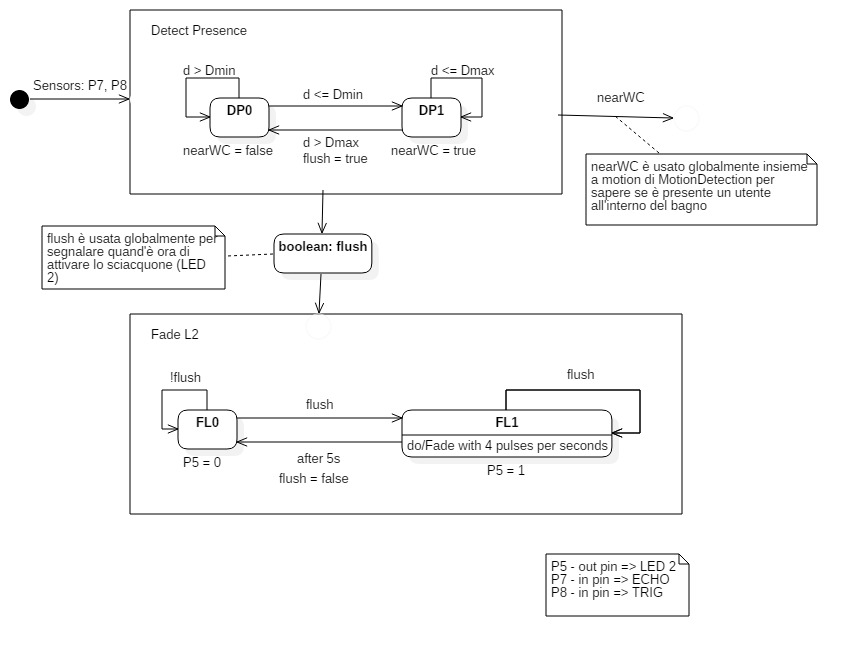 Detect Presence
Sensors: P7, P8
d > Dmin
d <= Dmin
d <= Dmax
DP0
DP1
nearWC = false
d > Dmax
flush = true
nearWC = true
nearWC
nearWC è usato globalmente insieme
a motion di MotionDetection per
sapere se è presente un utente
all'interno del bagno
flush è usata globalmente per
segnalare quand'è ora di
attivare lo sciacquone (LED
2)
boolean: flush
Fade L2
!flush
flush
flush
FL0
FL1
do/Fade with 4 pulses per seconds
P5 = 0
after 5s
flush = false
P5 = 1
P5 - out pin => LED 2
P7 - in pin => ECHO
P8 - in pin => TRIG